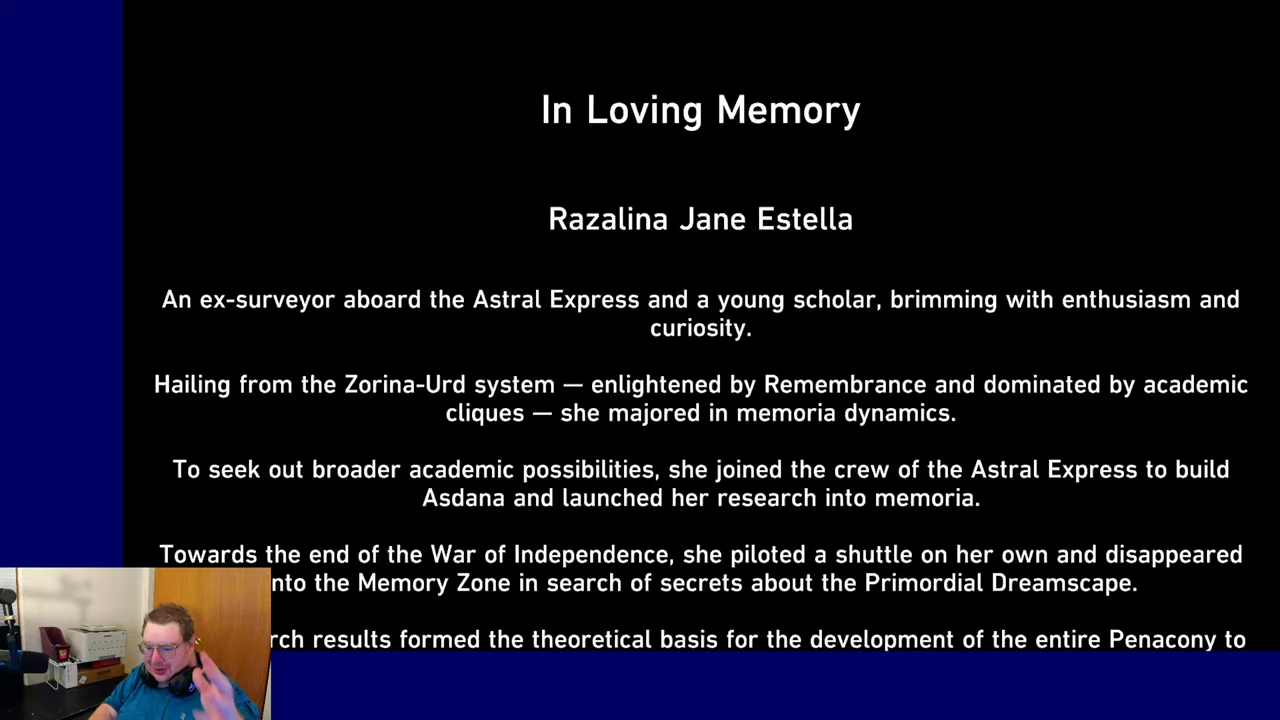 In Loving Memory
Razalina Jane Estella
An ex-surveyor aboard the Astral Express and a young scholar, brimming with enthusiasm and
curiosity.
Hailing from the Zorina-Urd system — enlightened by Remembrance and dominated by academic
cliques — she majored in memoria dynamics.
To seek out broader academic possibilities, she joined the crew of the Astral Express to build
Asdana and launched her research into memoria.
Towards the end of the War of Independence, she piloted a shuttle on her own and disappeared
the Memory Zone in search of secrets about the Primordial Dreamscape.
results formed the theoretical basis for the development of the entire Penacony to